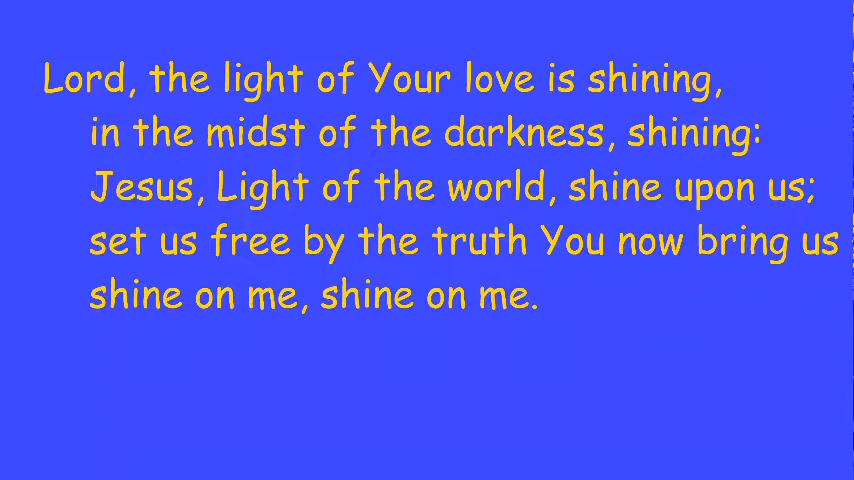 Lord, the light of Your love is shining,
in the midst of the darkness, shining:
Jesus, Light of the world, shine upon us;
set us free by the truth You now bring us
shine on me, shine on me.